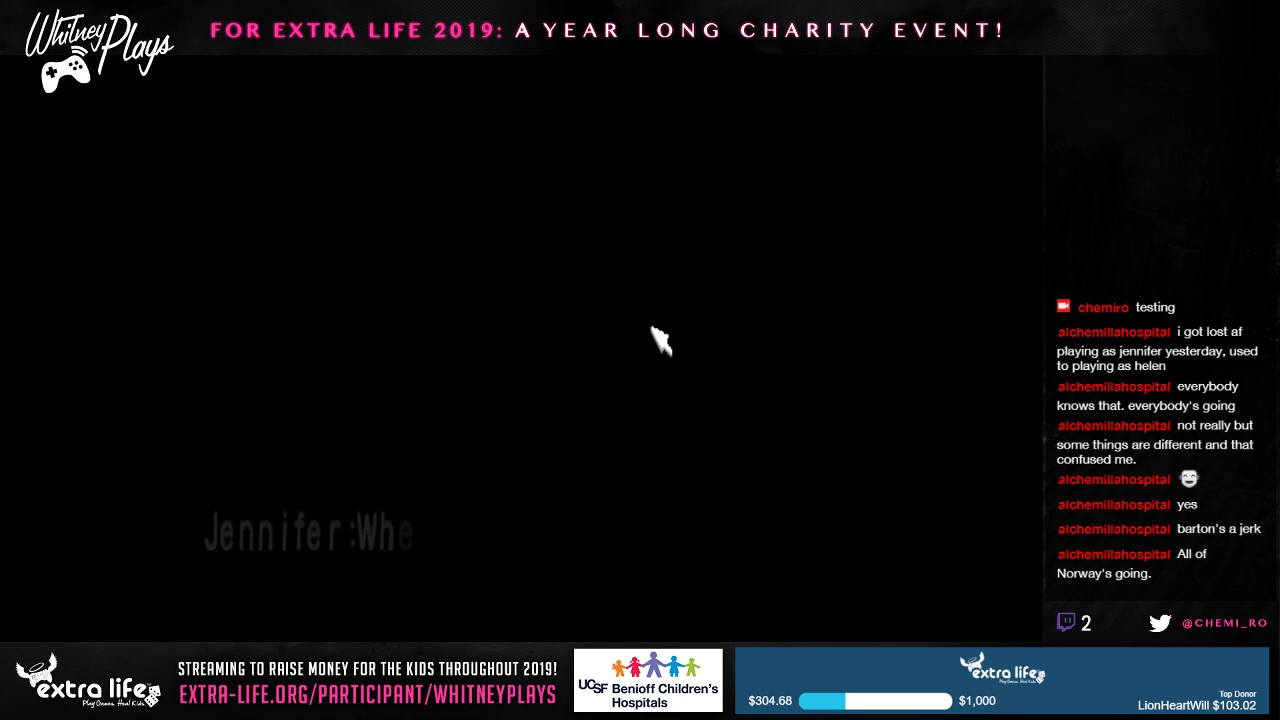 Whitney Plays
FOR EXTRA LIFE 2019: A YEAR LONG CHARITY EVENT!
chemiro testing
alchemillahospital i got lost af
playing as jennifer yesterday, used
to playing as helen
alchemillahospital everybody
knows that. everybody's going
alchemillahospital not really but
some things are different and that
confused me.
alchemillahospital
alchemillahospital yes
alchemillahospital barton's a jerk
alchemillahospital All of
Norway's going.
Jennifer:Whe
2 @CHEMI_RO
extra life
Play Games. Heal Kids.
STREAMING TO RAISE MONEY FOR THE KIDS THROUGHOUT 2019!
EXTRA-LIFE.ORG/PARTICIPANT/WHITNEYPLAYS
UCSF Benioff Children's
Hospitals
extra life
Play Games. Heal Kids.
$304.68 $1,000
Top Donor
LionHeartWill $103.02